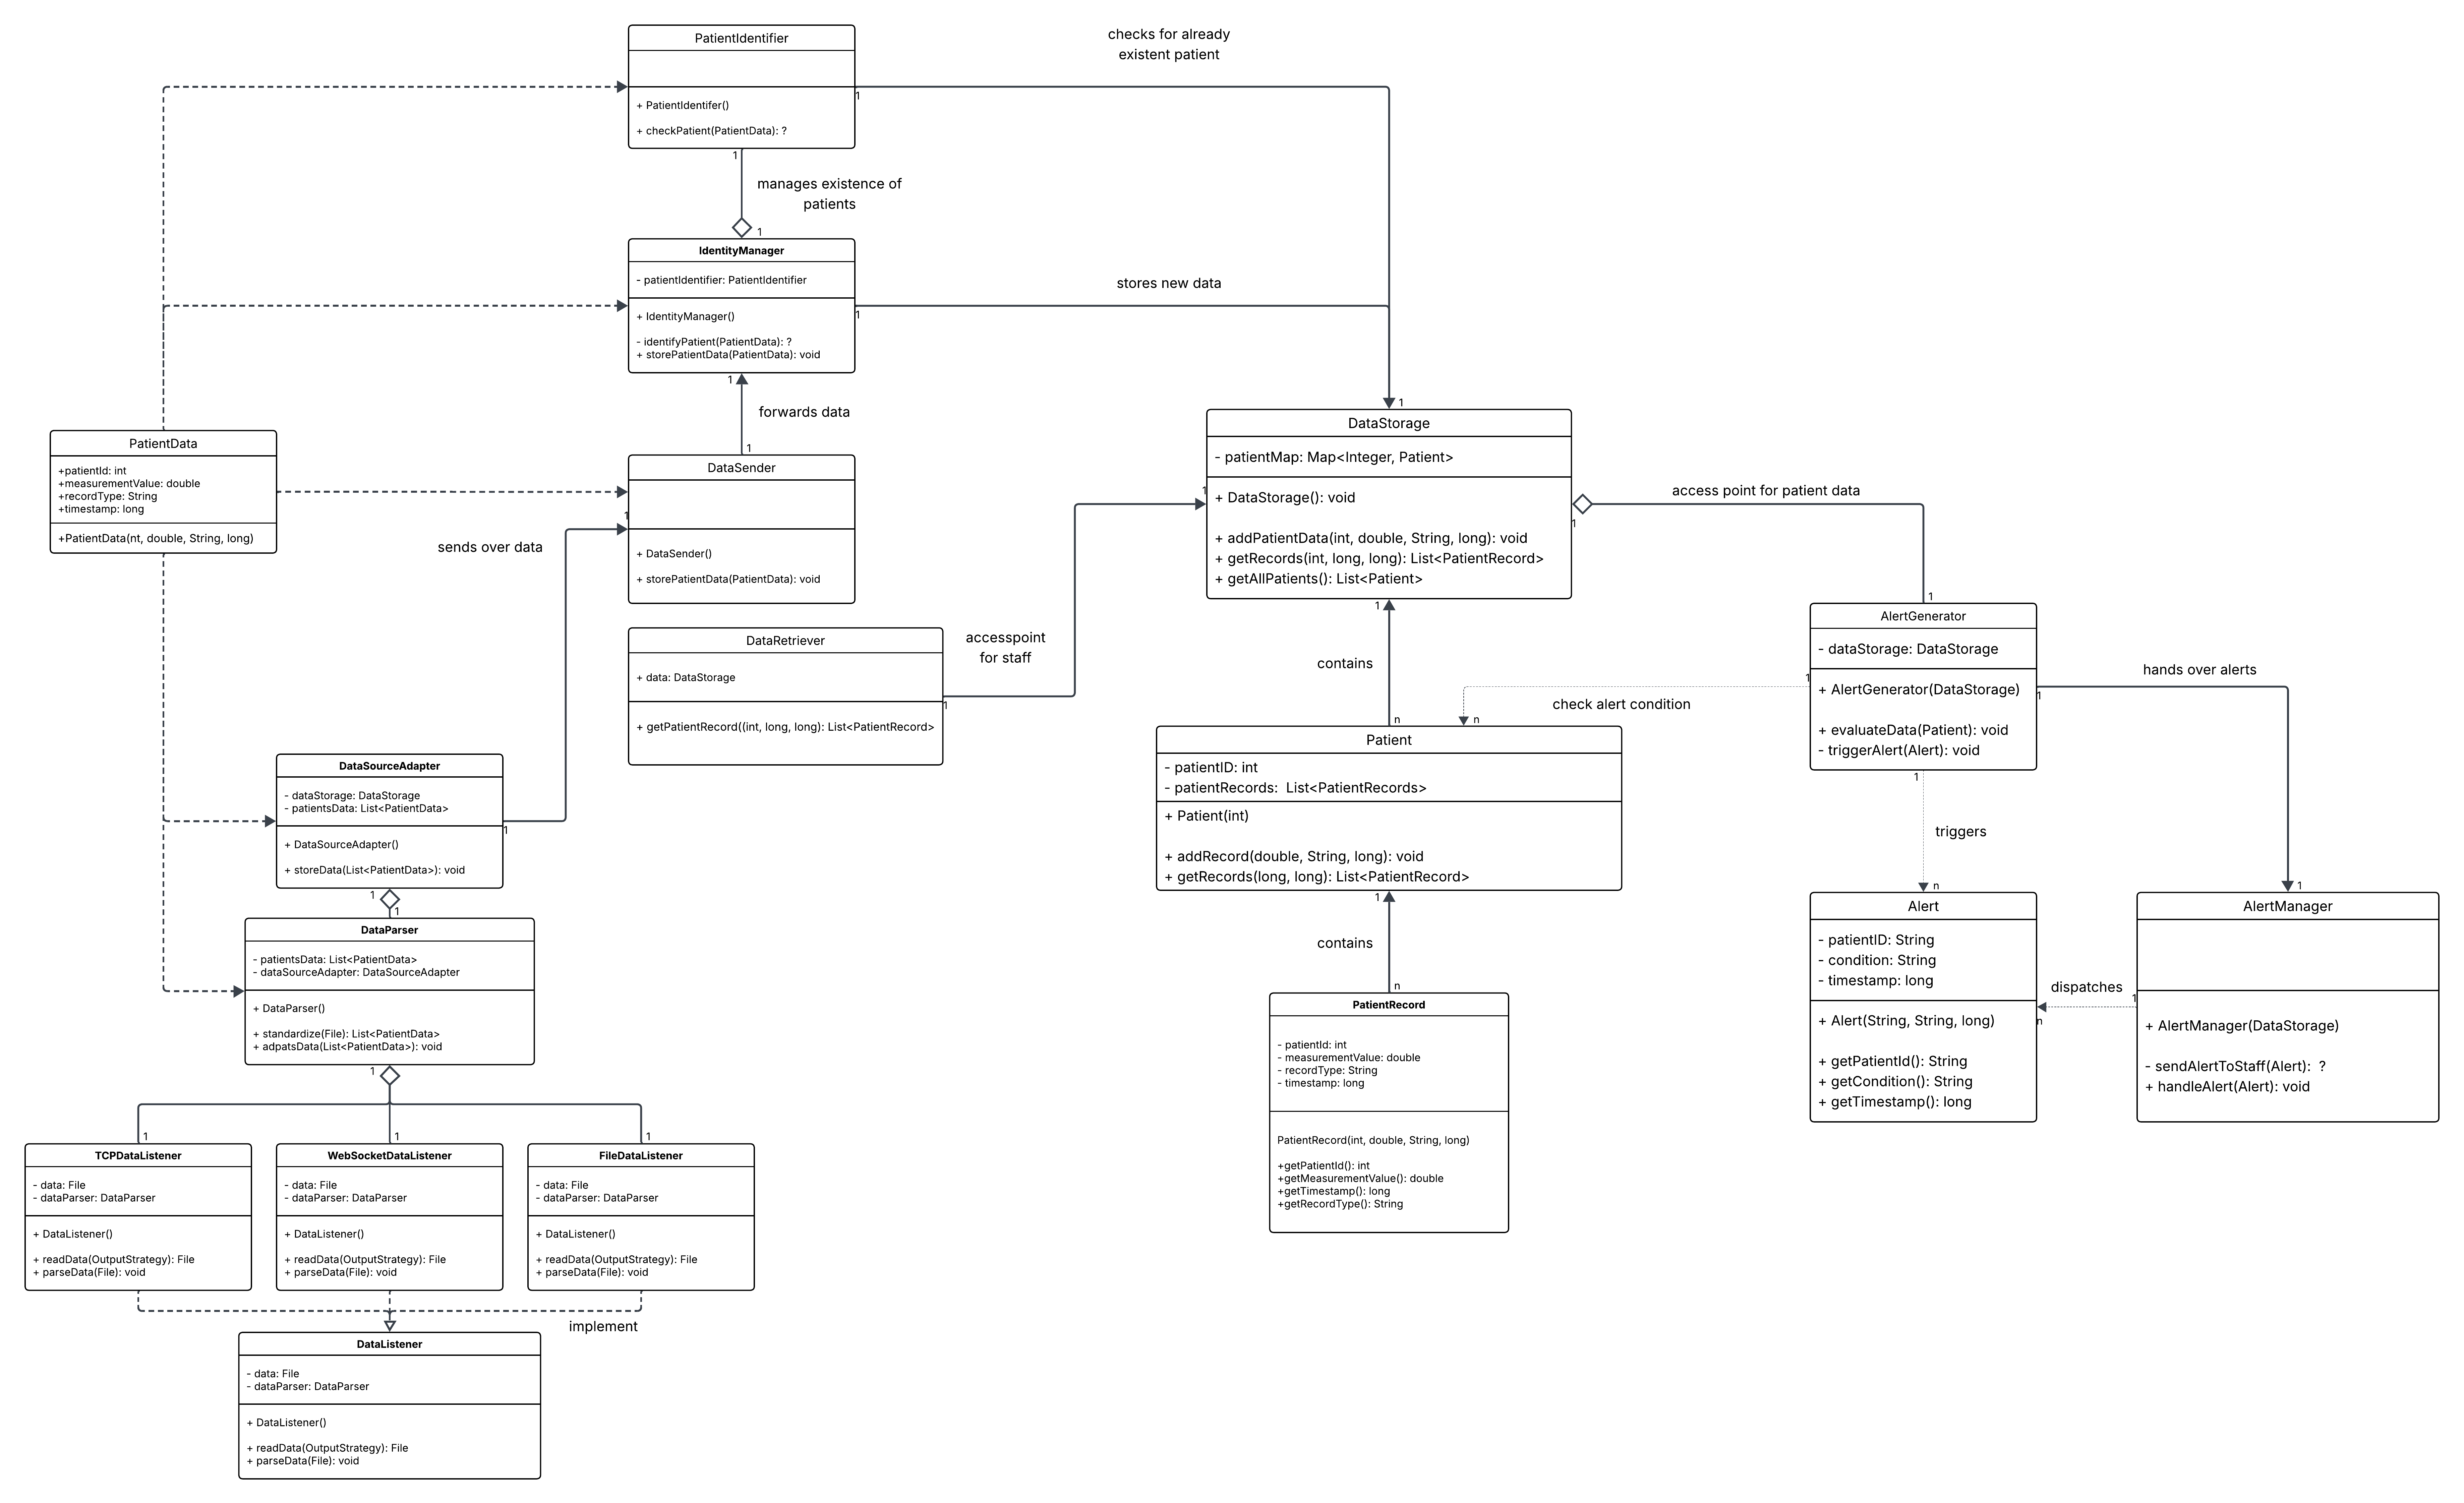 PatientIdentifier
+ PatientIdentifer()
+ checkPatient(PatientData): ?
1
checks for already
existent patient
1
manages existence of
patients
1
IdentityManager
- patientIdentifier: PatientIdentifier
+ IdentityManager()
- identifyPatient(PatientData): ?
+ storePatientData(PatientData): void
1
stores new data
1
forwards data
1
PatientData
+patientId: int
+measurementValue: double
+recordType: String
+timestamp: long
+PatientData(nt, double, String, long)
DataSender
+ DataSender()
+ storePatientData(PatientData): void
1
sends over data
DataRetriever
+ data: DataStorage
+ getPatientRecord((int, long, long): List<PatientRecord>
1
accesspoint
for staff
1
1
DataStorage
- patientMap: Map<Integer, Patient>
+ DataStorage(): void
+ addPatientData(int, double, String, long): void
+ getRecords(int, long, long): List<PatientRecord>
+ getAllPatients(): List<Patient>
1
access point for patient data
1
1
contains
n
AlertGenerator
- dataStorage: DataStorage
+ AlertGenerator(DataStorage)
+ evaluateData(Patient): void
- triggerAlert(Alert): void
1
check alert condition
n
1
hands over alerts
1
1
triggers
n
Patient
- patientID: int
- patientRecords:  List<PatientRecords>
+ Patient(int)
+ addRecord(double, String, long): void
+ getRecords(long, long): List<PatientRecord>
1
contains
n
PatientRecord
- patientId: int
- measurementValue: double
- recordType: String
- timestamp: long
PatientRecord(int, double, String, long)
+getPatientId(): int
+getMeasurementValue(): double
+getTimestamp(): long
+getRecordType(): String
Alert
- patientID: String
- condition: String
- timestamp: long
+ Alert(String, String, long)
+ getPatientId(): String
+ getCondition(): String
+ getTimestamp(): long
dispatches
1
n
AlertManager
+ AlertManager(DataStorage)
- sendAlertToStaff(Alert):  ?
+ handleAlert(Alert): void
DataSourceAdapter
- dataStorage: DataStorage
- patientsData: List<PatientData>
+ DataSourceAdapter()
+ storeData(List<PatientData>): void
1
1
1
DataParser
- patientsData: List<PatientData>
- dataSourceAdapter: DataSourceAdapter
+ DataParser()
+ standardize(File): List<PatientData>
+ adpatsData(List<PatientData>): void
1
1
1
1
TCPDataListener
- data: File
- dataParser: DataParser
+ DataListener()
+ readData(OutputStrategy): File
+ parseData(File): void
WebSocketDataListener
- data: File
- dataParser: DataParser
+ DataListener()
+ readData(OutputStrategy): File
+ parseData(File): void
FileDataListener
- data: File
- dataParser: DataParser
+ DataListener()
+ readData(OutputStrategy): File
+ parseData(File): void
implement
DataListener
- data: File
- dataParser: DataParser
+ DataListener()
+ readData(OutputStrategy): File
+ parseData(File): void